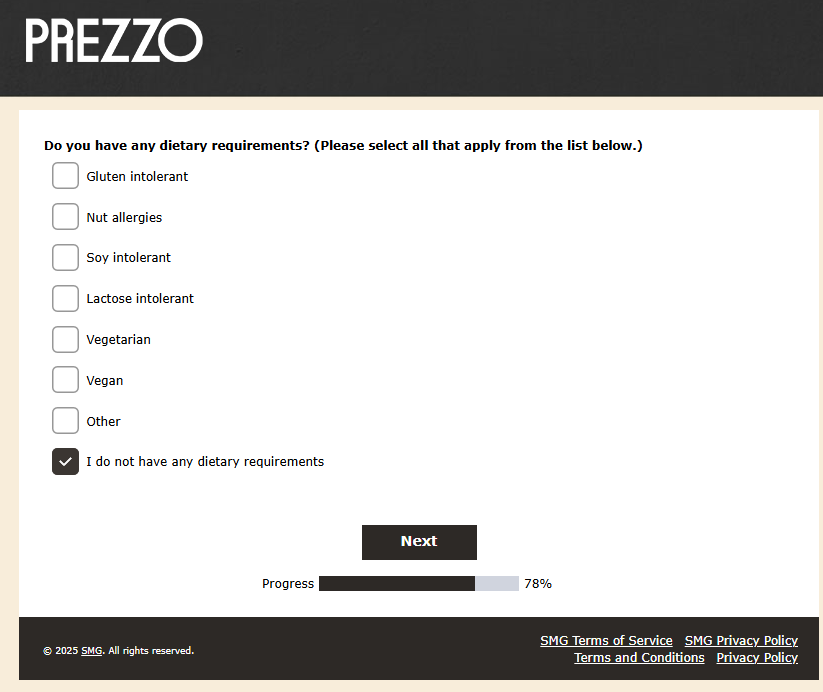 PREZZO
Do you have any dietary requirements? (Please select all that apply from the list below.)
Gluten intolerant
Nut allergies
Soy intolerant
Lactose intolerant
Vegetarian
Vegan
Other
I do not have any dietary requirements
Next
Progress 78%
© 2025 SMG. All rights reserved.
SMG Terms of Service SMG Privacy Policy
Terms and Conditions Privacy Policy